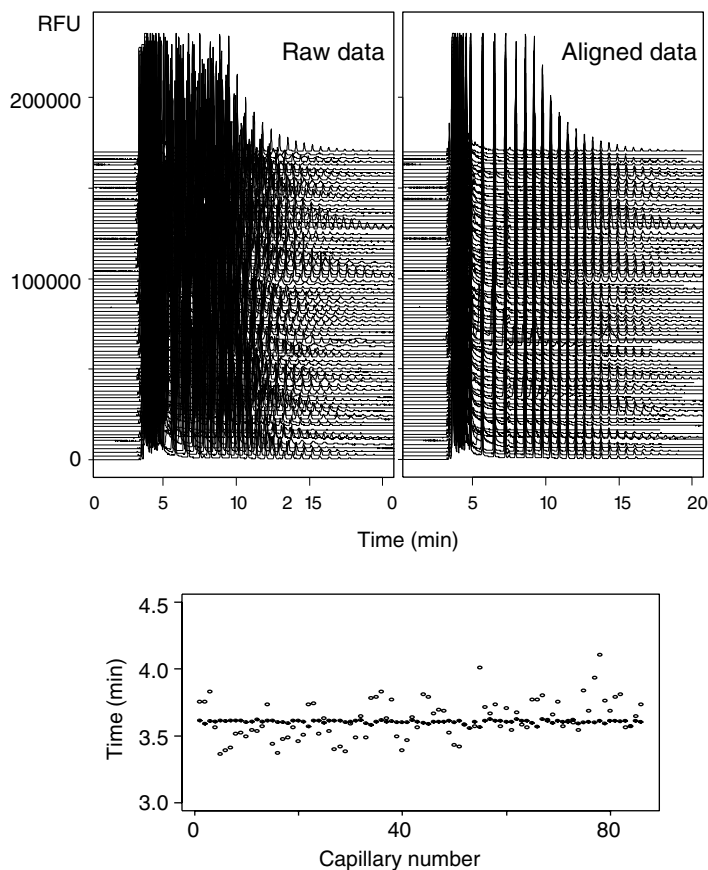 RFU
Raw data
Aligned data
200000
100000
0
0 5 10 2 15 0
5 10 15 20
Time (min)
4.5
4.0
3.5
3.0
Time (min)
0 40 80
Capillary number